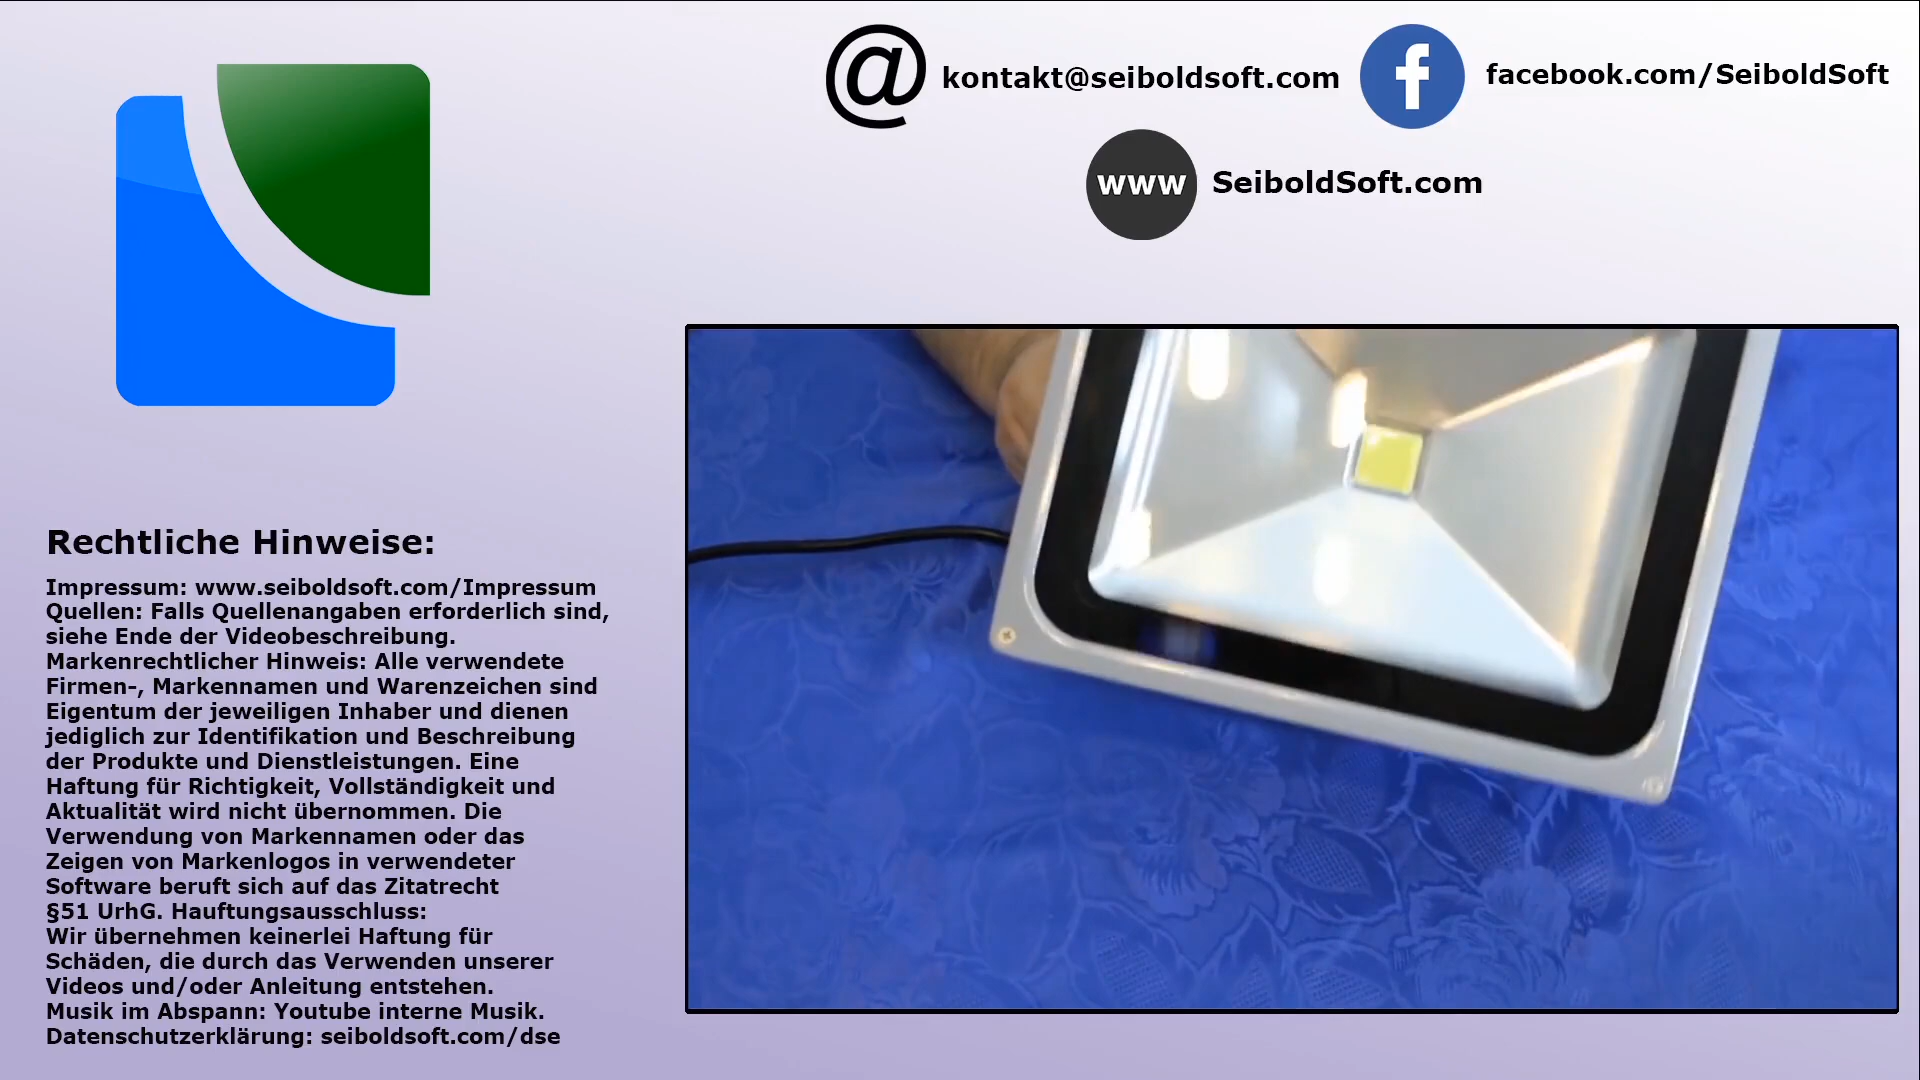 @ kontakt@seiboldsoft.com
f facebook.com/SeiboldSoft
www SeiboldSoft.com
Rechtliche Hinweise:
Impressum: www.seiboldsoft.com/Impressum
Quellen: Falls Quellenangaben erforderlich sind,
siehe Ende der Videobeschreibung.
Markenrechtlicher Hinweis: Alle verwendete
Firmen-, Markennamen und Warenzeichen sind
Eigentum der jeweiligen Inhaber und dienen
jediglich zur Identifikation und Beschreibung
der Produkte und Dienstleistungen. Eine
Haftung für Richtigkeit, Vollständigkeit und
Aktualität wird nicht übernommen. Die
Verwendung von Markennamen oder das
Zeigen von Markenlogos in verwendeter
Software beruft sich auf das Zitatrecht
§51 UrhG. Hauftungsausschluss:
Wir übernehmen keinerlei Haftung für
Schäden, die durch das Verwenden unserer
Videos und/oder Anleitung entstehen.
Musik im Abspann: Youtube interne Musik.
Datenschutzerklärung: seiboldsoft.com/dse